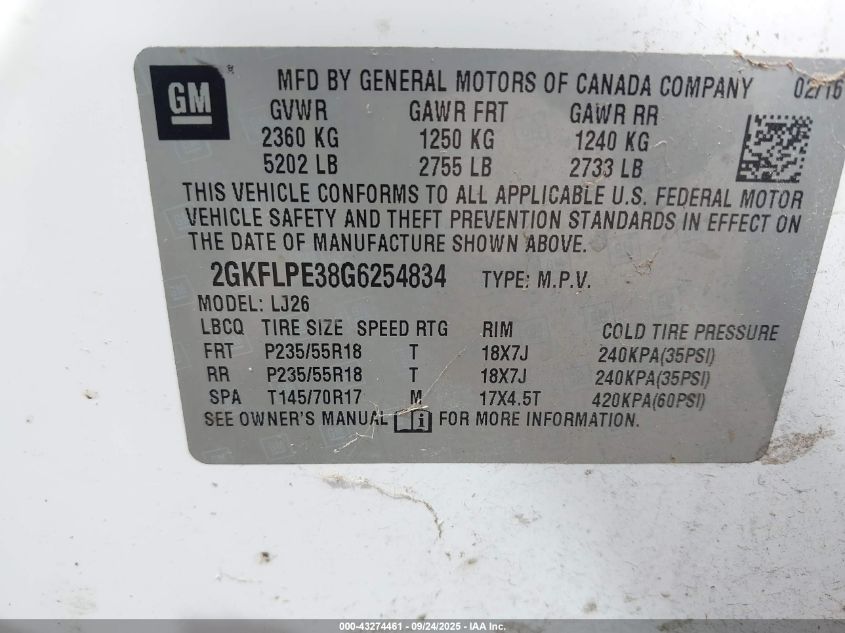 GM ® MFD BY GENERAL MOTORS OF CANADA COMPANY 02/16
GVWR GAWR FRT GAWR RR
2360 KG 1250 KG 1240 KG
5202 LB 2755 LB 2733 LB
THIS VEHICLE CONFORMS TO ALL APPLICABLE U.S. FEDERAL MOTOR
VEHICLE SAFETY AND THEFT PREVENTION STANDARDS IN EFFECT ON
THE DATE OF MANUFACTURE SHOWN ABOVE.
2GKFLPE38G6254834 TYPE: M.P.V.
MODEL: LJ26
LBCQ TIRE SIZE SPEED RTG RIM COLD TIRE PRESSURE
FRT P235/55R18 T 18X7J 240KPA(35PSI)
RR P235/55R18 T 18X7J 240KPA(35PSI)
SPA T145/70R17 M 17X4.5T 420KPA(60PSI)
SEE OWNER'S MANUAL i FOR MORE INFORMATION.
000-43274461 - 09/24/2025 - IAA Inc.